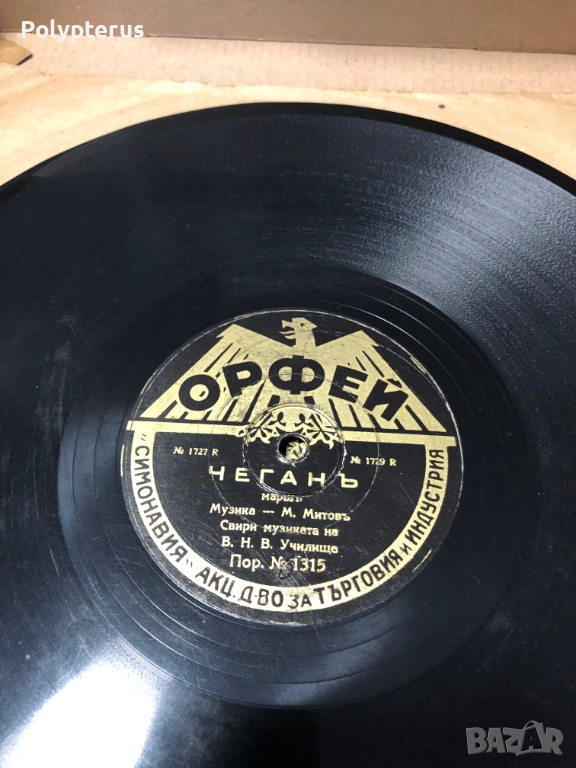 Polypterus
ОРФЕЙ
№ 1727 R
№ 1729 R
ЧЕГАНЪ
маршъ
Музика — М. Митовъ
Свири музиката на
В. Н. В. Училище
Пор. № 1315
"СИМОНАВИЯ" АКЦ. Д-ВО ЗА ТЪРГОВИЯ И ИНДУСТРИЯ
BAZAR